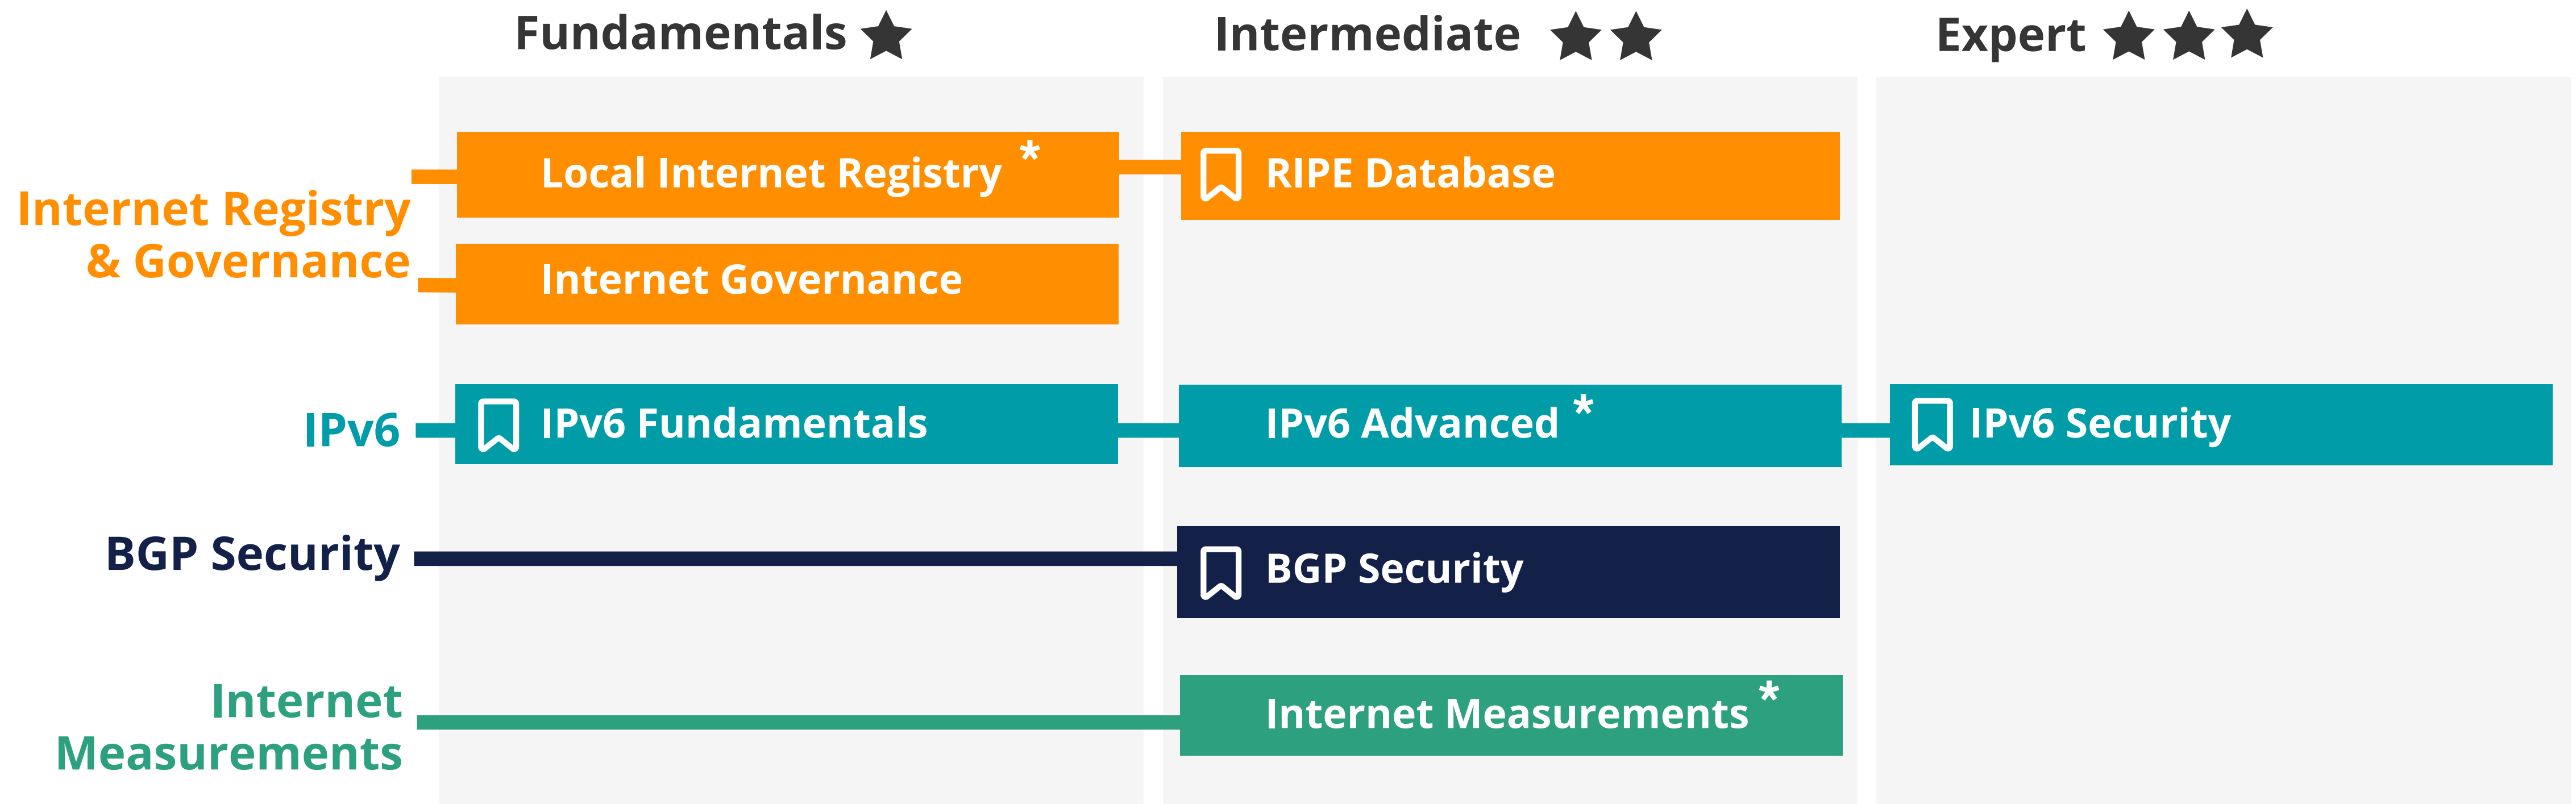 Fundamentals
Intermediate
Expert
Internet Registry
& Governance
Local Internet Registry *
RIPE Database
Internet Governance
IPv6
IPv6 Fundamentals
IPv6 Advanced *
IPv6 Security
BGP Security
BGP Security
Internet
Measurements
Internet Measurements *